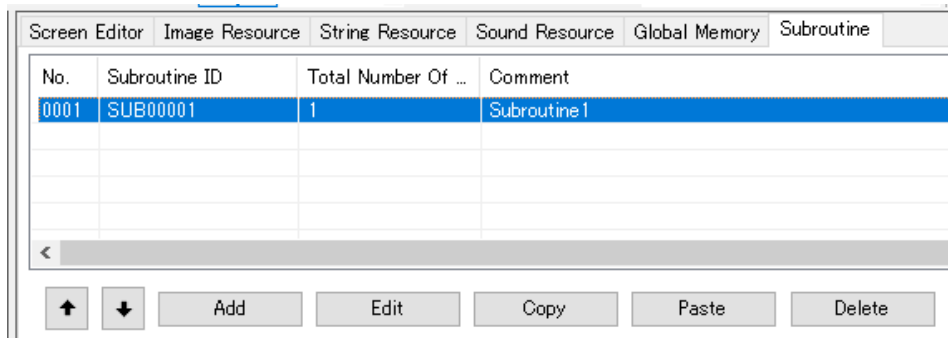 Screen Editor Image Resource String Resource Sound Resource Global Memory Subroutine
No. Subroutine ID Total Number Of ... Comment
0001 SUB00001 1 Subroutine1
Add Edit Copy Paste Delete